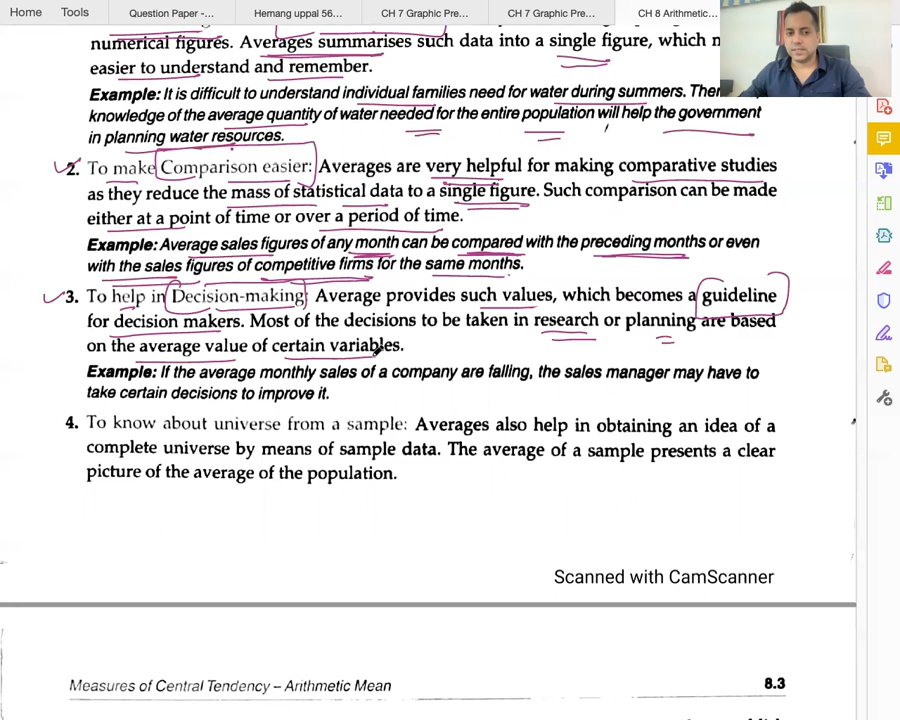 Home Tools Question Paper -... Hemang uppal 56... CH 7 Graphic Pre... CH 7 Graphic Pre... CH 8 Arithmetic...
numerical figures. Averages summarises such data into a single figure, which
easier to understand and remember.
Example: It is difficult to understand individual families need for water during summers.
knowledge of the average quantity of water needed for the entire population will help the government
in planning water resources.
2. To make Comparison easier: Averages are very helpful for making comparative studies
as they reduce the mass of statistical data to a single figure. Such comparison can be made
either at a point of time or over a period of time.
Example: Average sales figures of any month can be compared with the preceding months or even
with the sales figures of competitive firms for the same months.
3. To help in Decision-making: Average provides such values, which becomes a guideline
for decision makers. Most of the decisions to be taken in research or planning are based
on the average value of certain variables.
Example: If the average monthly sales of a company are falling, the sales manager may have to
take certain decisions to improve it.
4. To know about universe from a sample: Averages also help in obtaining an idea of a
complete universe by means of sample data. The average of a sample presents a clear
picture of the average of the population.
Scanned with CamScanner
Measures of Central Tendency – Arithmetic Mean 8.3